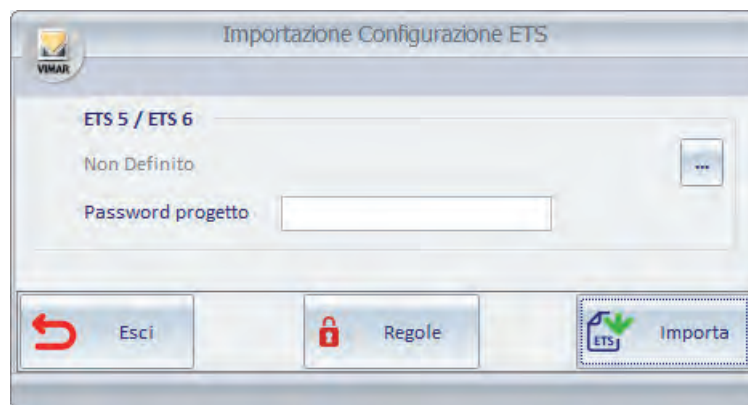 Importazione Configurazione ETS
VIMAR
ETS 5 / ETS 6
Non Definito
...
Password progetto
Esci
Regole
ETS
Importa